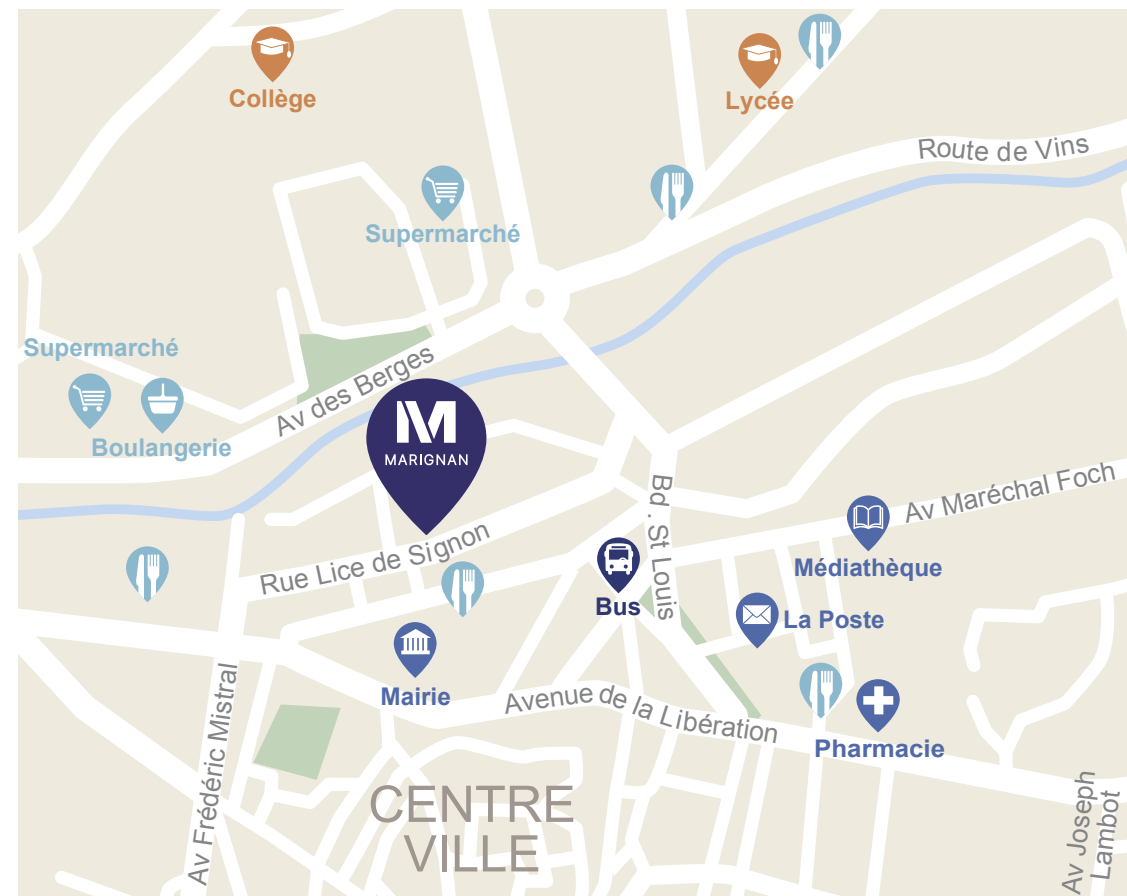 Collège
Lycée
Route de Vins
Supermarché
Supermarché
Av des Berges
Boulangerie
MARIGNAN
Bd . St Louis
Av Maréchal Foch
Rue Lice de Signon
Médiathèque
Bus
La Poste
Mairie
Avenue de la Libération
Pharmacie
Av Frédéric Mistral
CENTRE
VILLE
Av Joseph
Lambot